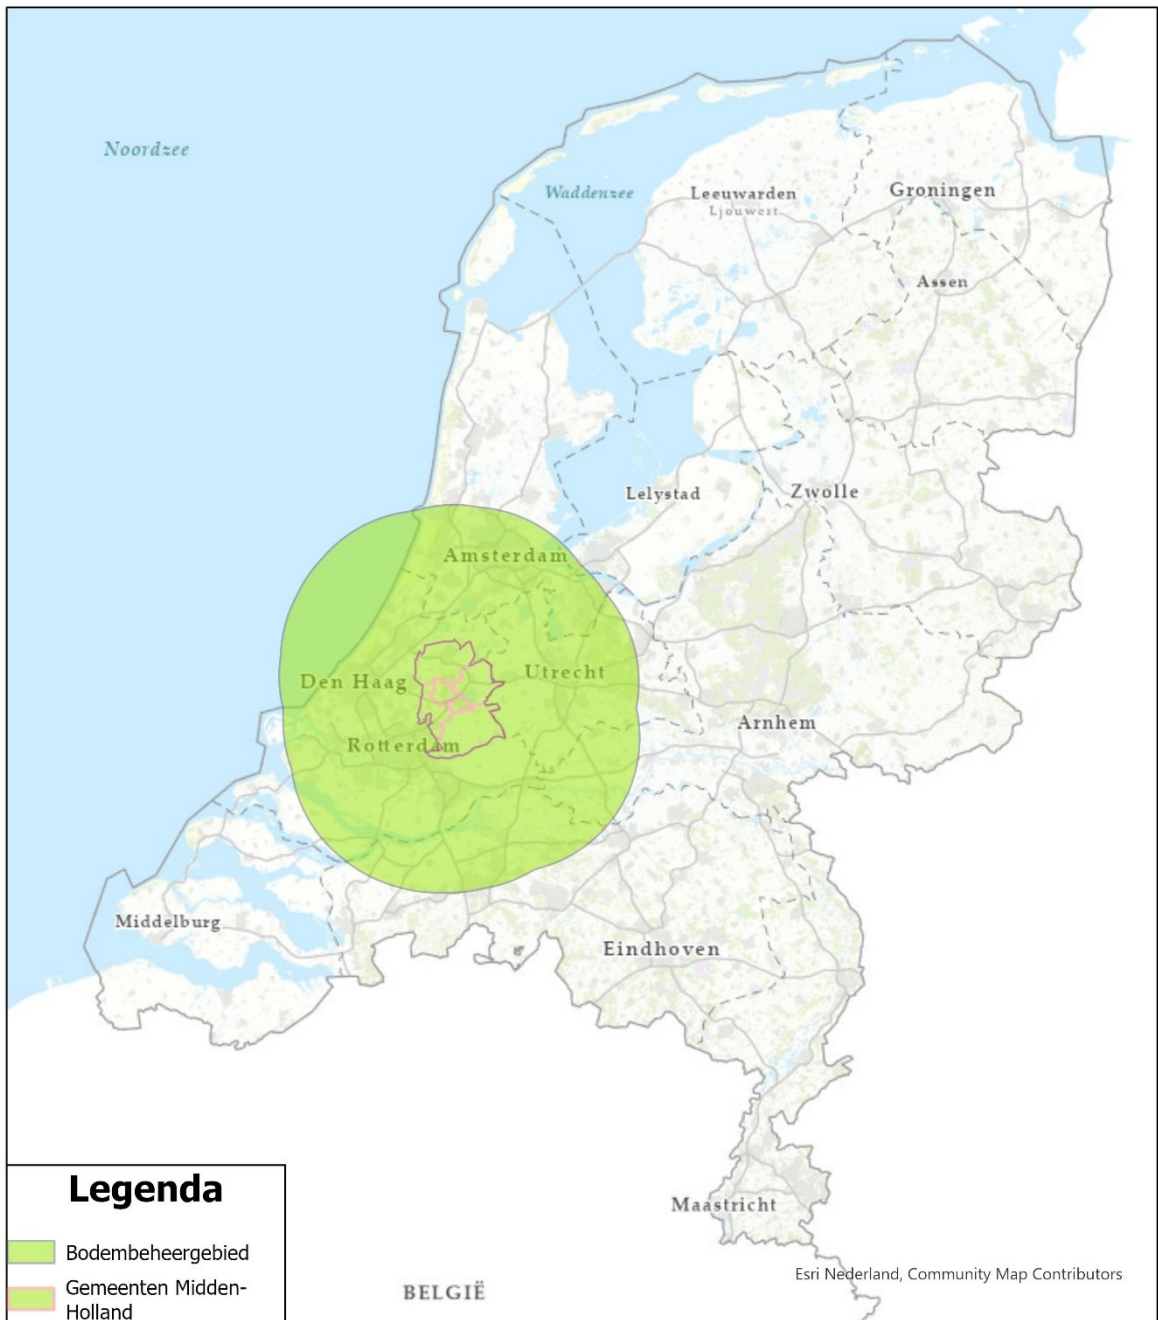 Noordzee
Waddenzee
Leeuwarden
Ljouwert
Groningen
Assen
Lelystad
Zwolle
Amsterdam
Utrecht
Den Haag
Arnhem
Rotterdam
Middelburg
Eindhoven
Maastricht
BELGIË
Legenda
Bodembeheergebied
Gemeenten Midden-
Holland
Esri Nederland, Community Map Contributors